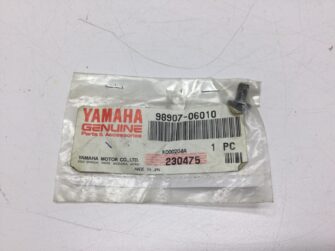 YAMAHA
GENUINE
Parts & Accessories
98907-06010
1 PC
230475
YAMAHA MOTOR CO., LTD.